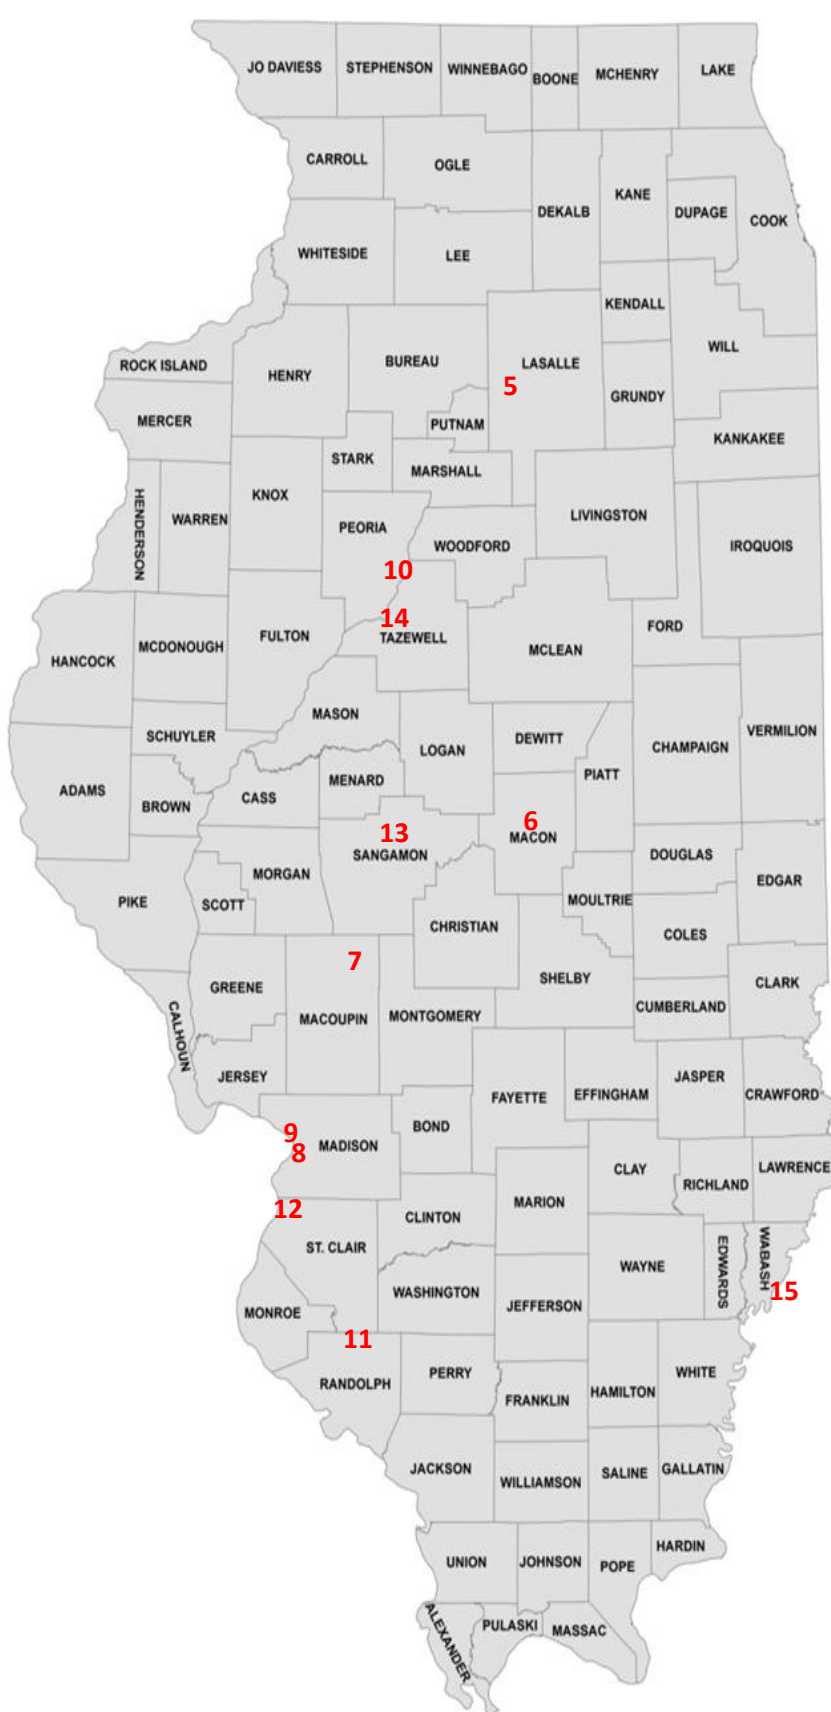 JO DAVIESS
STEPHENSON
WINNEBAGO
BOONE
MCHENRY
LAKE
CARROLL
OGLE
DEKALB
KANE
DUPAGE
COOK
WHITESIDE
LEE
KENDALL
WILL
ROCK ISLAND
HENRY
BUREAU
LASALLE
5
GRUNDY
MERCER
PUTNAM
KANKAKEE
STARK
MARSHALL
HENDERSON
WARREN
KNOX
PEORIA
WOODFORD
LIVINGSTON
IROQUOIS
10
14
TAZEWELL
FULTON
MCDONOUGH
HANCOCK
MCLEAN
FORD
MASON
SCHUYLER
LOGAN
DEWITT
PIATT
CHAMPAIGN
VERMILION
ADAMS
BROWN
CASS
MENARD
13
SANGAMON
6
MACON
DOUGLAS
EDGAR
PIKE
SCOTT
MORGAN
CHRISTIAN
MOULTRIE
COLES
7
GREENE
CALHOUN
MACOUPIN
MONTGOMERY
SHELBY
CUMBERLAND
CLARK
JERSEY
FAYETTE
EFFINGHAM
JASPER
CRAWFORD
9
8
MADISON
BOND
CLAY
RICHLAND
LAWRENCE
12
ST. CLAIR
CLINTON
MARION
WAYNE
EDWARDS
WABASH
15
MONROE
WASHINGTON
JEFFERSON
11
RANDOLPH
PERRY
FRANKLIN
HAMILTON
WHITE
JACKSON
WILLIAMSON
SALINE
GALLATIN
UNION
JOHNSON
POPE
HARDIN
ALEXANDER
PULASKI
MASSAC